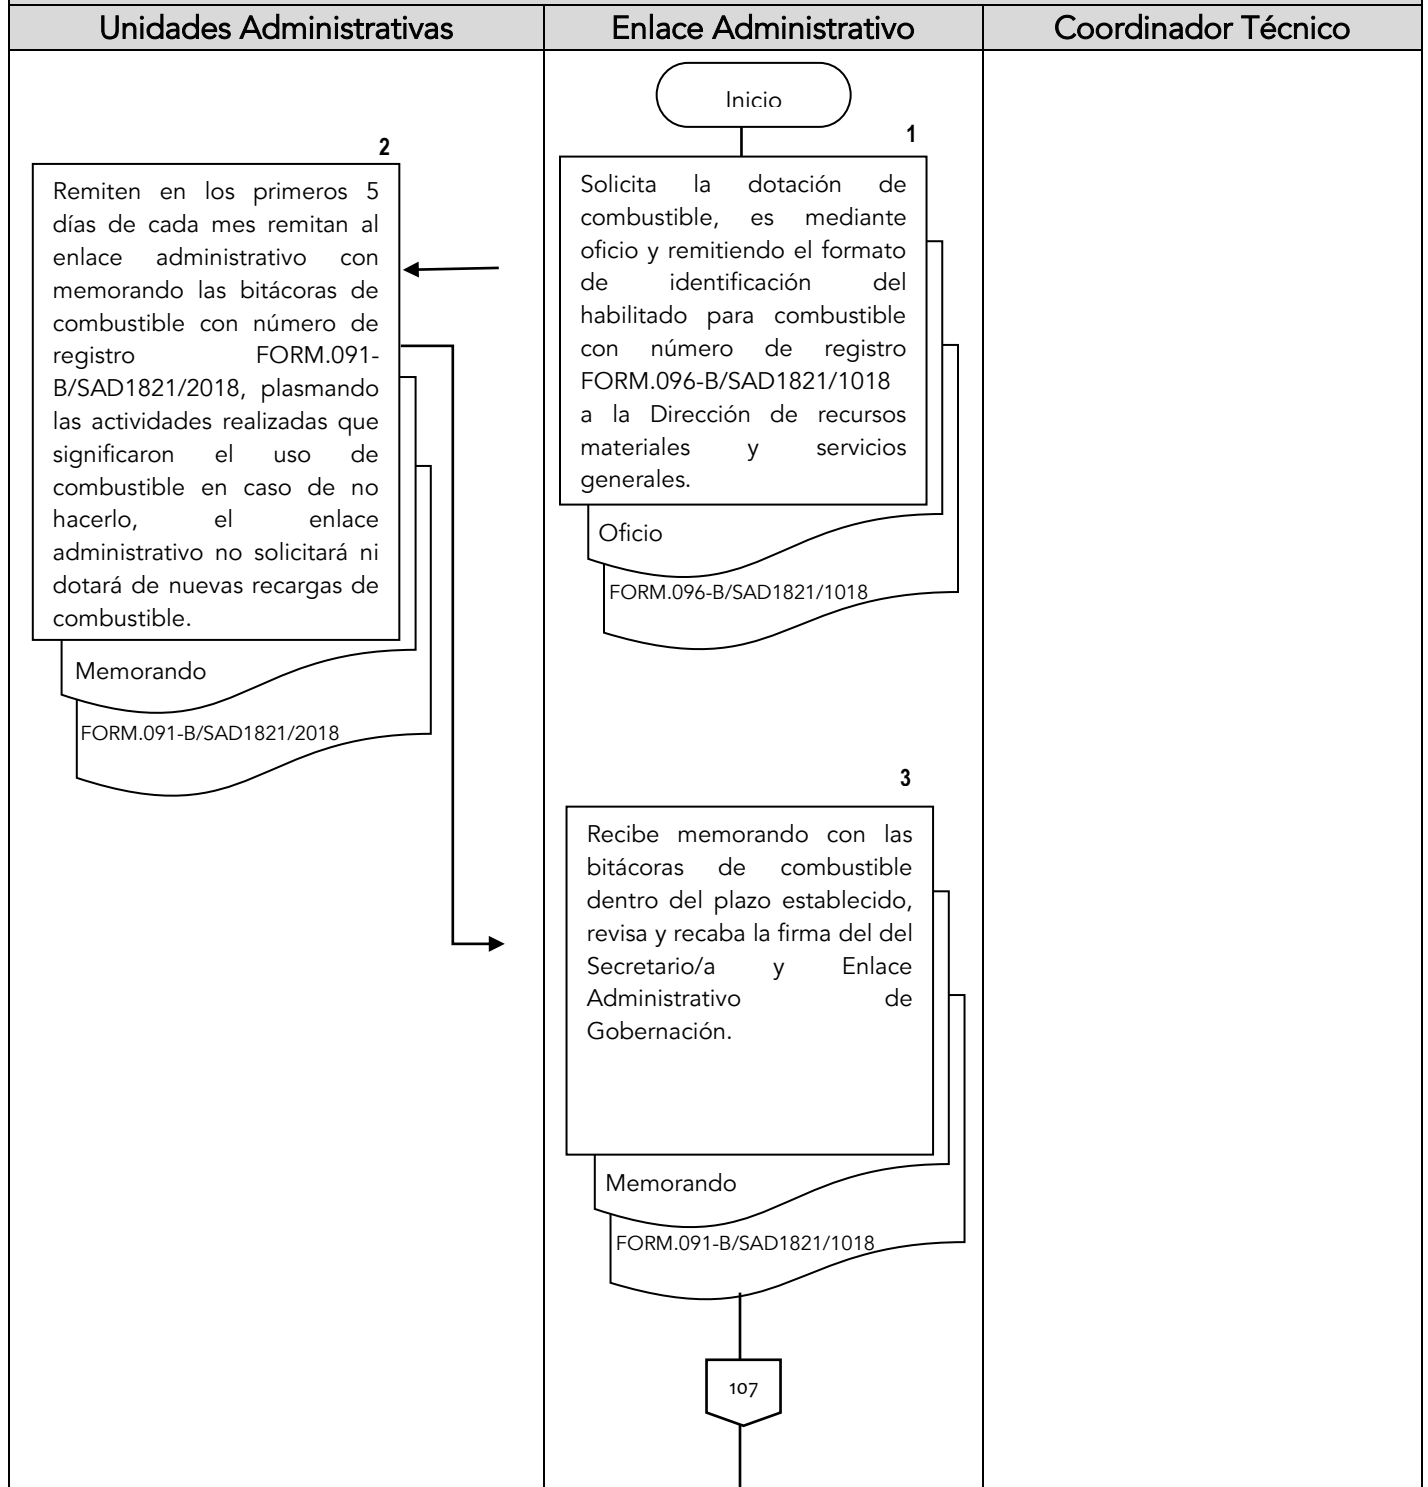 Unidades Administrativas
Enlace Administrativo
Coordinador Técnico
Inicio
1
Solicita la dotación de
combustible, es mediante
oficio y remitiendo el formato
de identificación del
habilitado para combustible
con número de registro
FORM.096-B/SAD1821/1018
a la Dirección de recursos
materiales y servicios
generales.
Oficio
FORM.096-B/SAD1821/1018
2
Remiten en los primeros 5
días de cada mes remitan al
enlace administrativo con
memorando las bitácoras de
combustible con número de
registro FORM.091-
B/SAD1821/2018, plasmando
las actividades realizadas que
significaron el uso de
combustible en caso de no
hacerlo, el enlace
administrativo no solicitará ni
dotará de nuevas recargas de
combustible.
Memorando
FORM.091-B/SAD1821/2018
3
Recibe memorando con las
bitácoras de combustible
dentro del plazo establecido,
revisa y recaba la firma del del
Secretario/a y Enlace
Administrativo de
Gobernación.
Memorando
FORM.091-B/SAD1821/1018
107